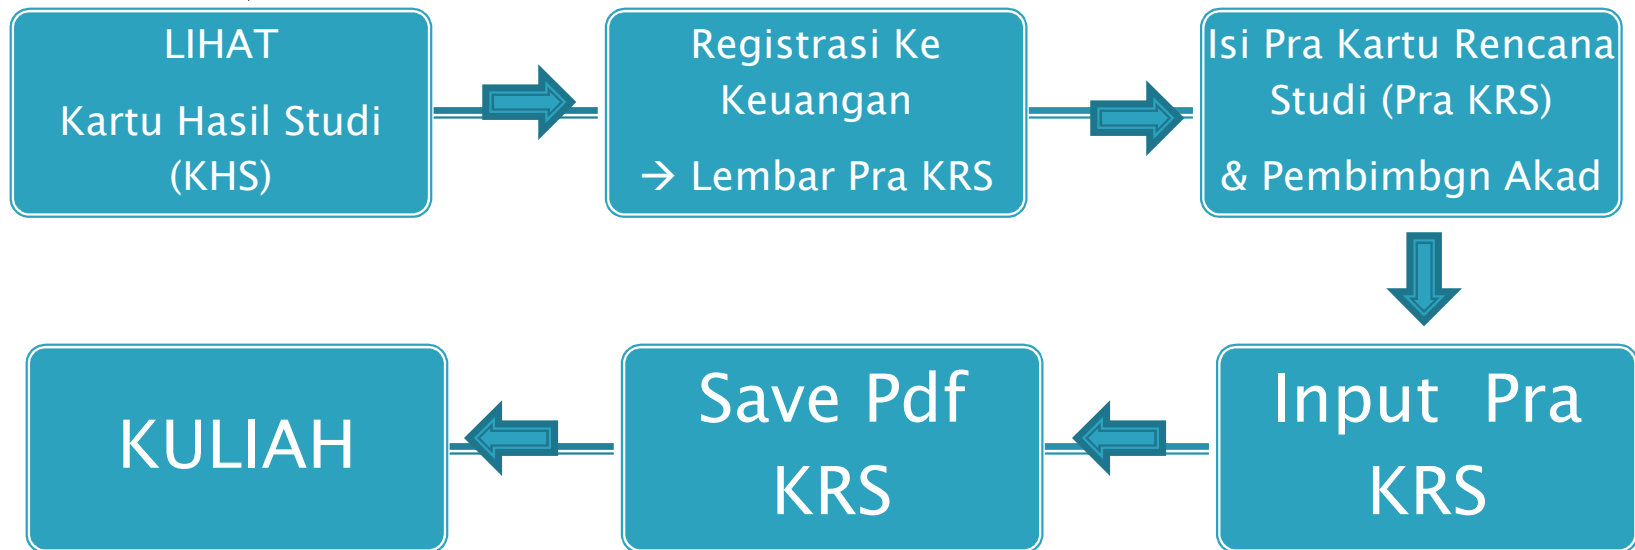 LIHAT
Kartu Hasil Studi
(KHS)
Registrasi Ke
Keuangan
→ Lembar Pra KRS
Isi Pra Kartu Rencana
Studi (Pra KRS)
& Pembimbgn Akad
Input Pra
KRS
Save Pdf
KRS
KULIAH